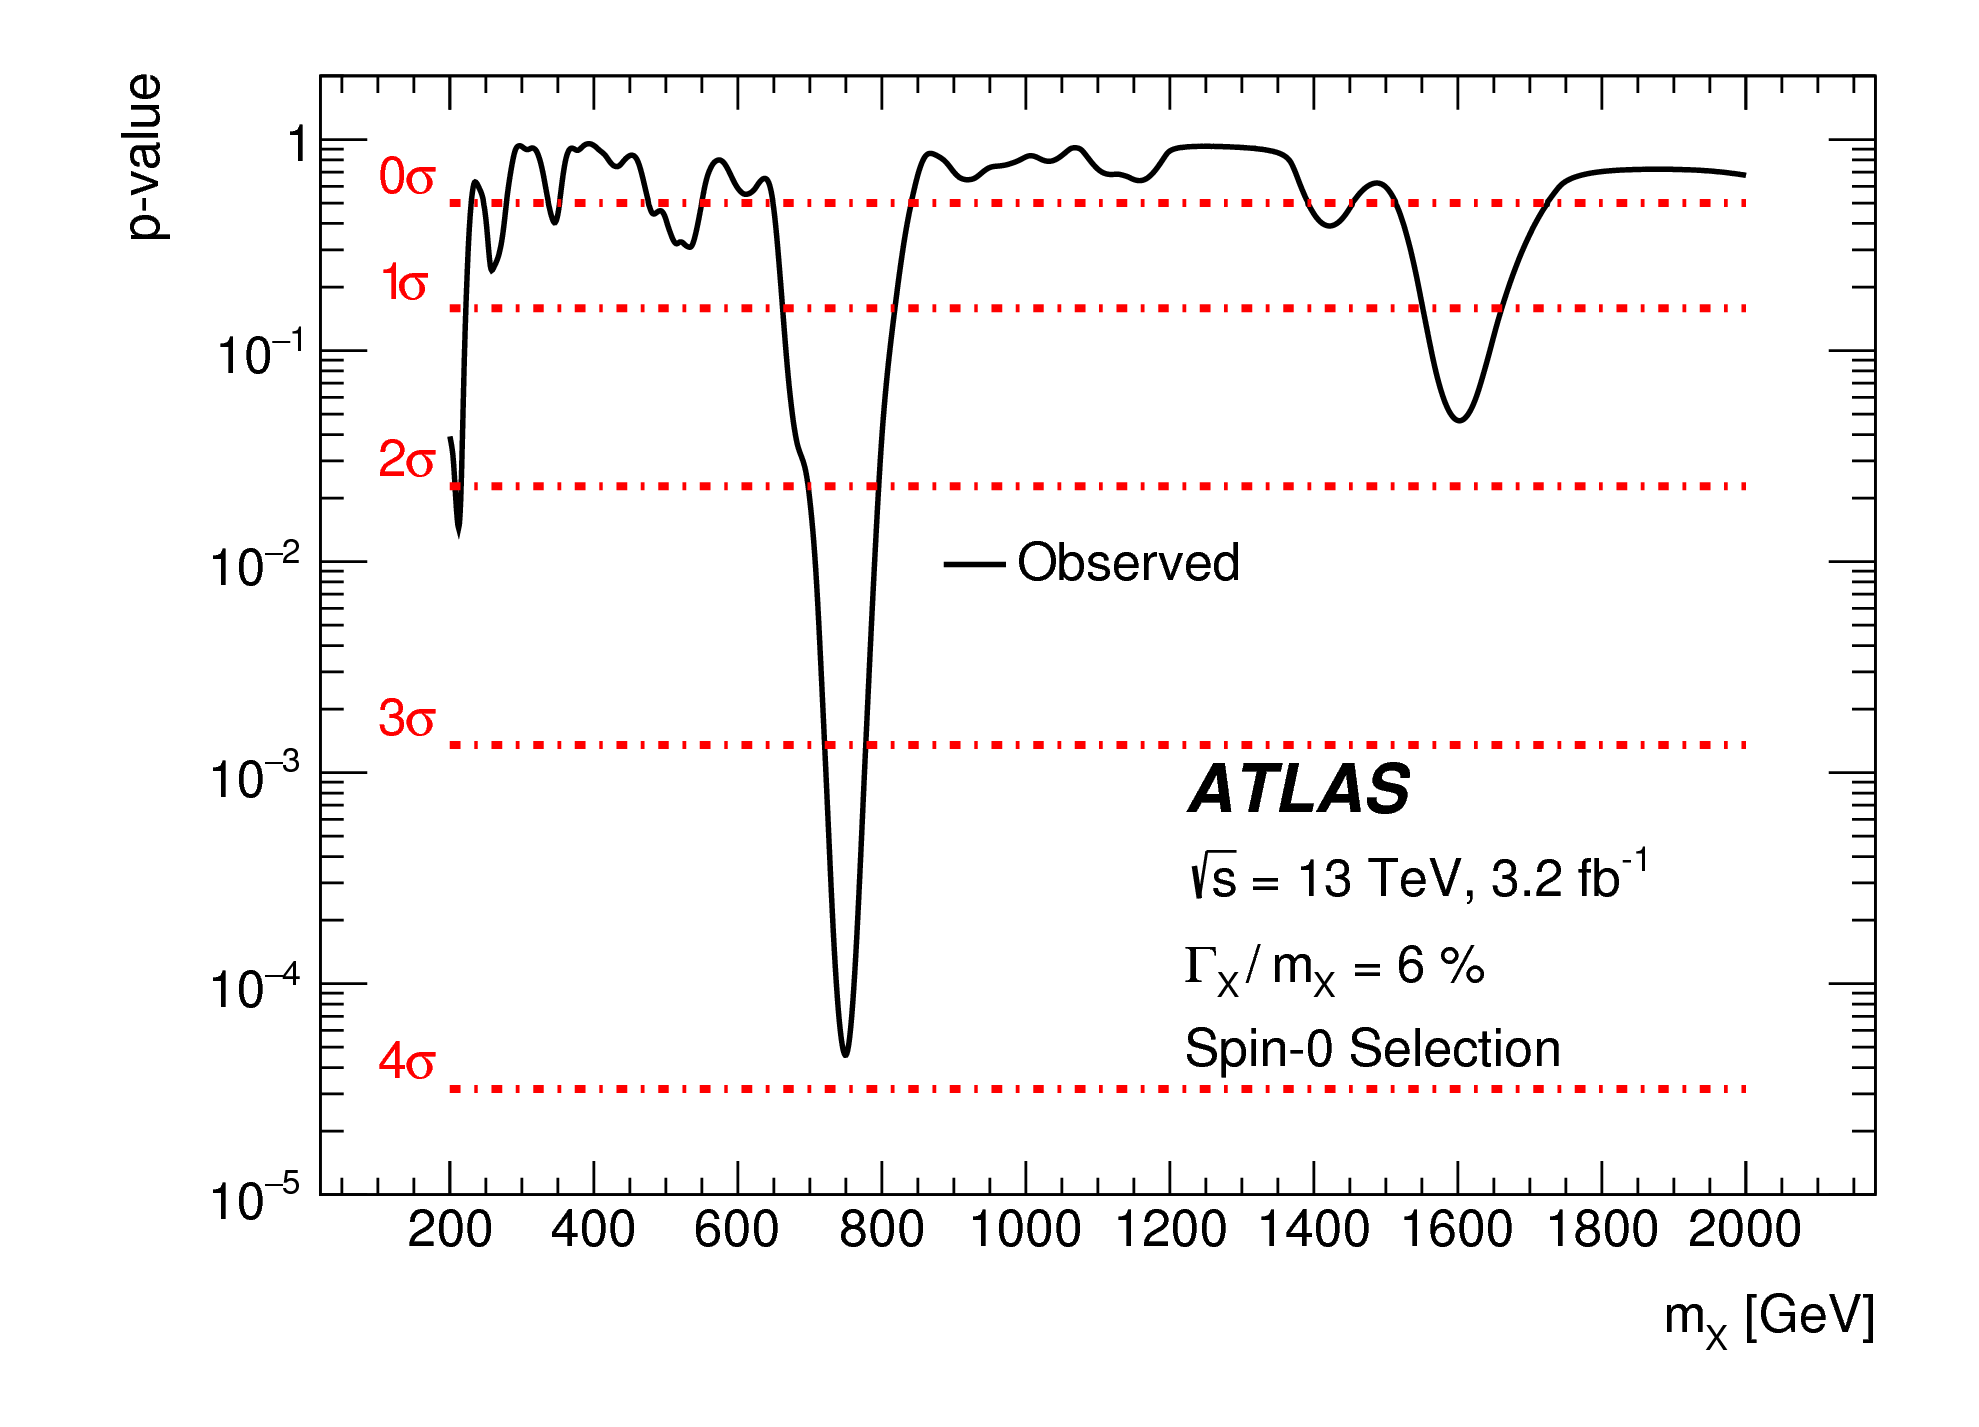 p-value
1
10⁻¹
10⁻²
10⁻³
10⁻⁴
10⁻⁵
0σ
1σ
2σ
3σ
4σ
Observed
ATLAS
√s = 13 TeV, 3.2 fb⁻¹
Γ_X / m_X = 6 %
Spin-0 Selection
200 400 600 800 1000 1200 1400 1600 1800 2000
m_X [GeV]